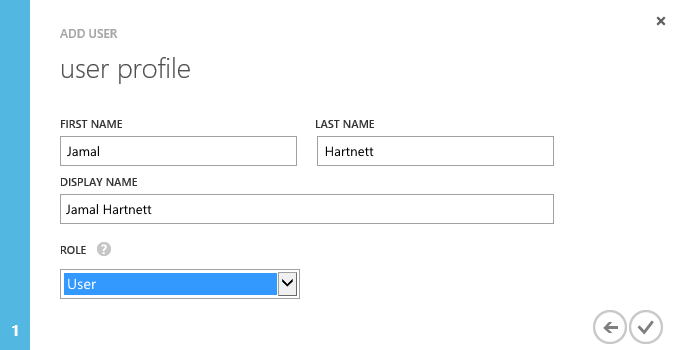 ADD USER
user profile
FIRST NAME
LAST NAME
Jamal
Hartnett
DISPLAY NAME
Jamal Hartnett
ROLE ?
User
1